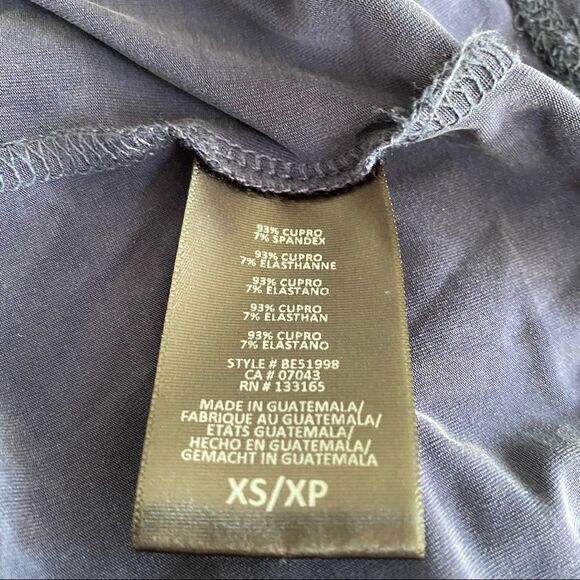 93% CUPRO
7% SPANDEX
93% CUPRO
7% ELASTHANNE
93% CUPRO
7% ELASTANO
93% CUPRO
7% ELASTHAN
93% CUPRO
7% ELASTANO
STYLE # BE51998
CA # 07043
RN # 133165
MADE IN GUATEMALA/
FABRIQUE AU GUATEMALA/
ETATS GUATEMALA/
HECHO EN GUATEMALA/
GEMACHT IN GUATEMALA
XS/XP